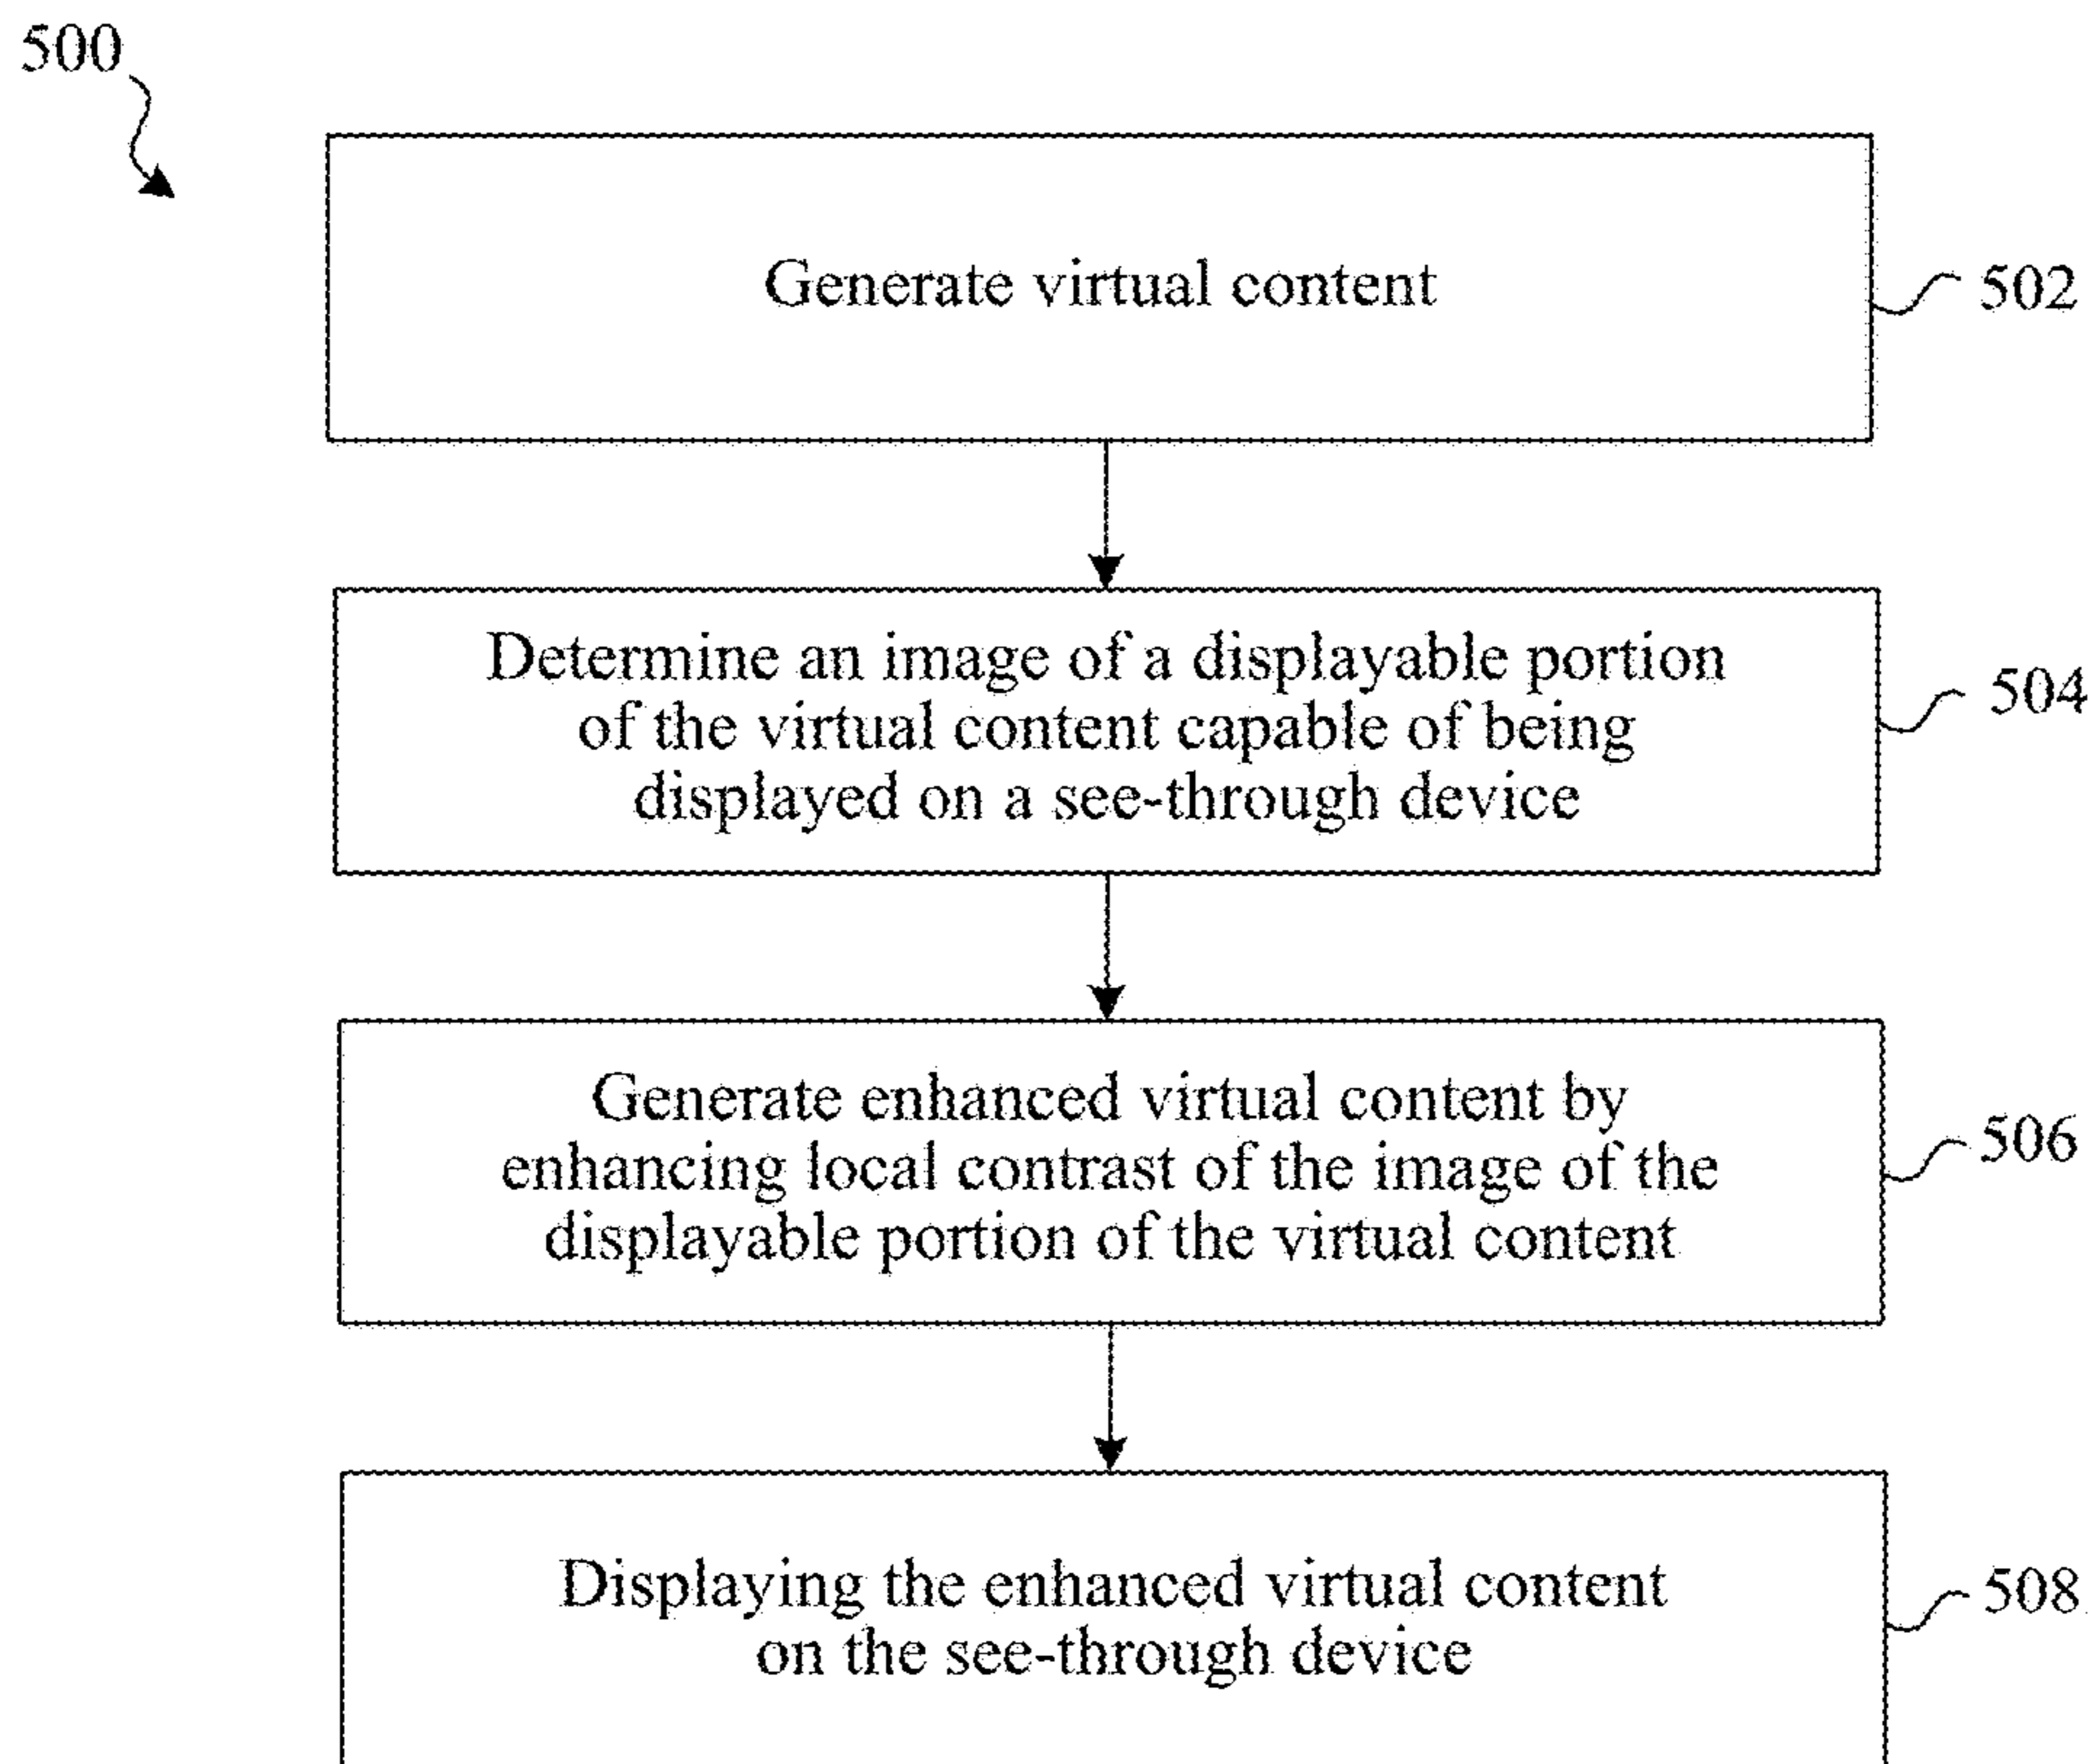 500
Generate virtual content
502
Determine an image of a displayable portion
of the virtual content capable of being
displayed on a see-through device
504
Generate enhanced virtual content by
enhancing local contrast of the image of the
displayable portion of the virtual content
506
Displaying the enhanced virtual content
on the see-through device
508